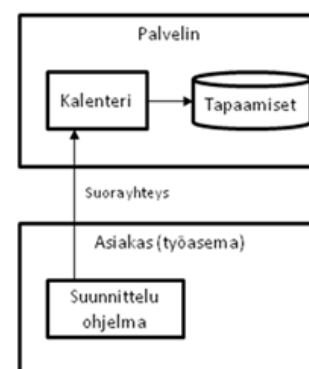 Palvelin
Kalenteri
Tapaamiset
Suorayhteys
Asiakas (työasema)
Suunnittelu
ohjelma